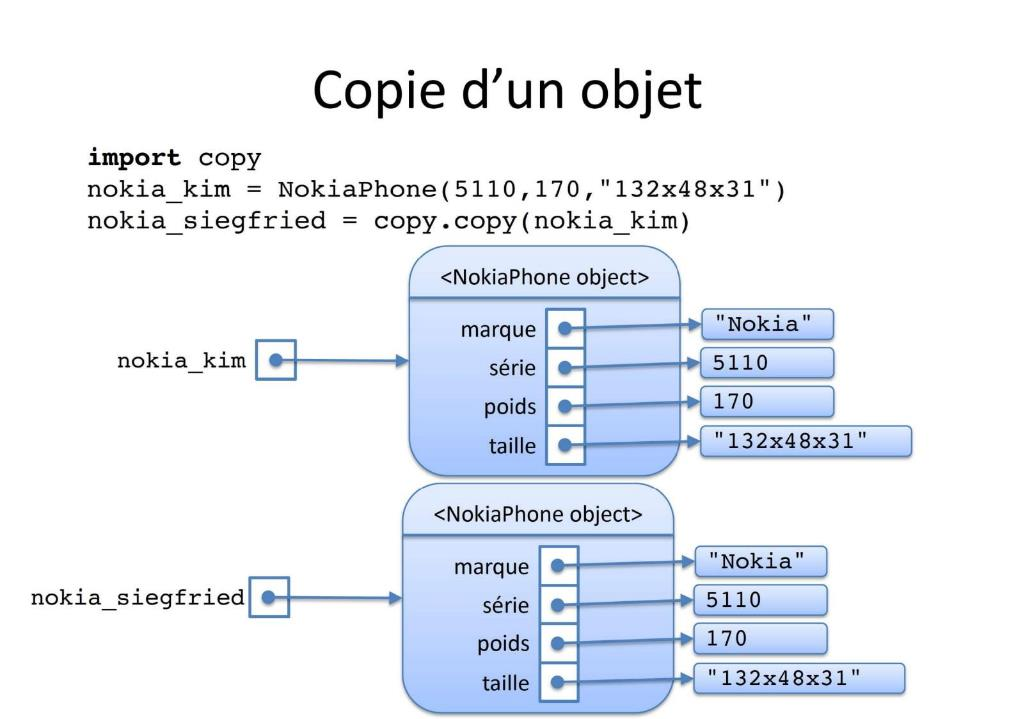 Copie d’un objet
import copy
nokia_kim = NokiaPhone(5110,170,"132x48x31")
nokia_siegfried = copy.copy(nokia_kim)
<NokiaPhone object>
marque "Nokia"
nokia_kim
série 5110
poids 170
taille "132x48x31"
<NokiaPhone object>
marque "Nokia"
nokia_siegfried
série 5110
poids 170
taille "132x48x31"